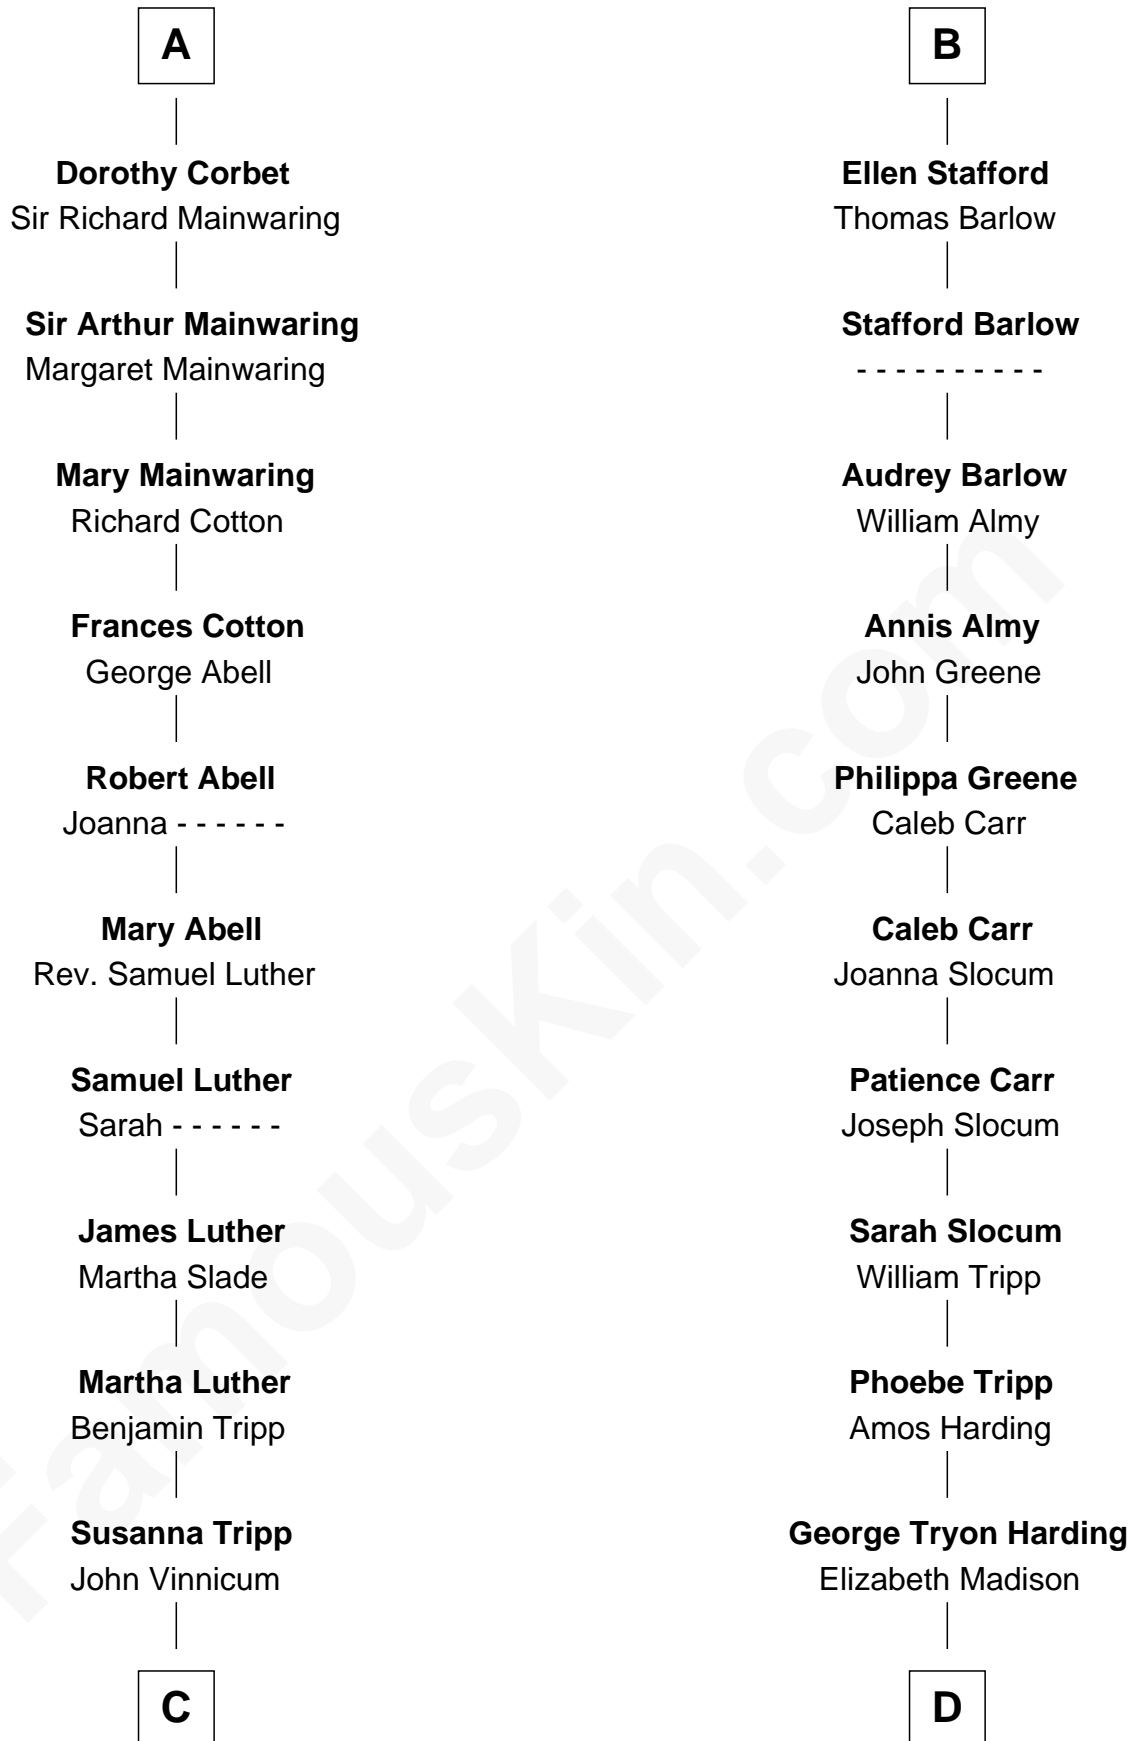 A
Dorothy Corbet
Sir Richard Mainwaring
Sir Arthur Mainwaring
Margaret Mainwaring
Mary Mainwaring
Richard Cotton
Frances Cotton
George Abell
Robert Abell
Joanna - - - - - -
Mary Abell
Rev. Samuel Luther
Samuel Luther
Sarah - - - - - -
James Luther
Martha Slade
Martha Luther
Benjamin Tripp
Susanna Tripp
John Vinnicum
C
B
Ellen Stafford
Thomas Barlow
Stafford Barlow
- - - - - - - - - -
Audrey Barlow
William Almy
Annis Almy
John Greene
Philippa Greene
Caleb Carr
Caleb Carr
Joanna Slocum
Patience Carr
Joseph Slocum
Sarah Slocum
William Tripp
Phoebe Tripp
Amos Harding
George Tryon Harding
Elizabeth Madison
D
FamousKin.com